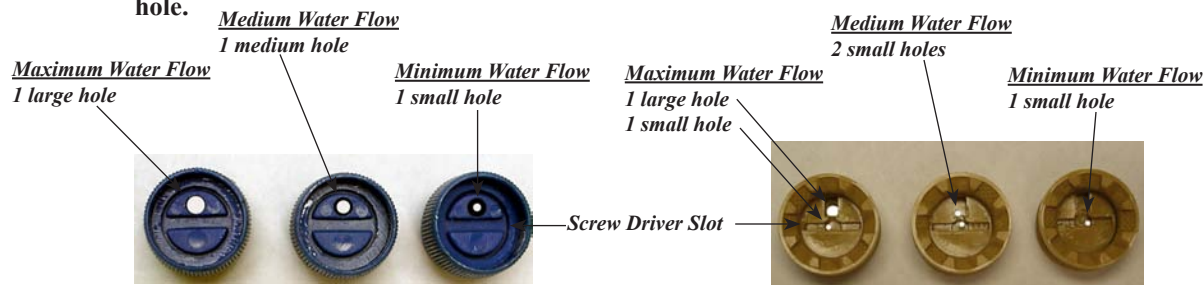 hole.
Medium Water Flow
1 medium hole
Maximum Water Flow
1 large hole
Minimum Water Flow
1 small hole
Screw Driver Slot
Medium Water Flow
2 small holes
Maximum Water Flow
1 large hole
1 small hole
Minimum Water Flow
1 small hole